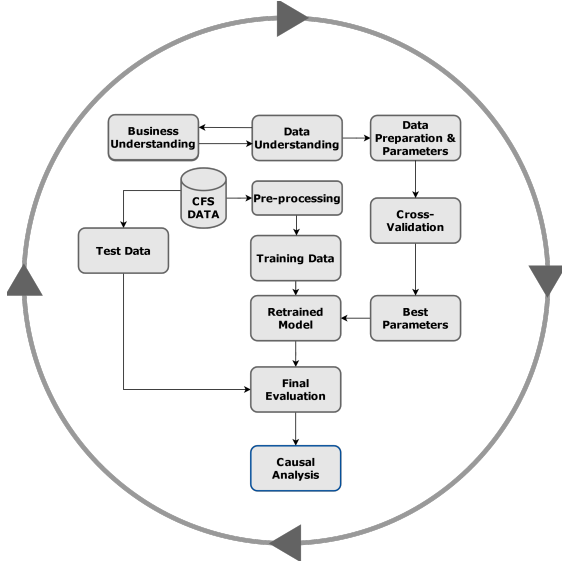 Business
Understanding
Data
Understanding
Data
Preparation &
Parameters
CFS
DATA
Pre-processing
Cross-
Validation
Test Data
Training Data
Retrained
Model
Best
Parameters
Final
Evaluation
Causal
Analysis